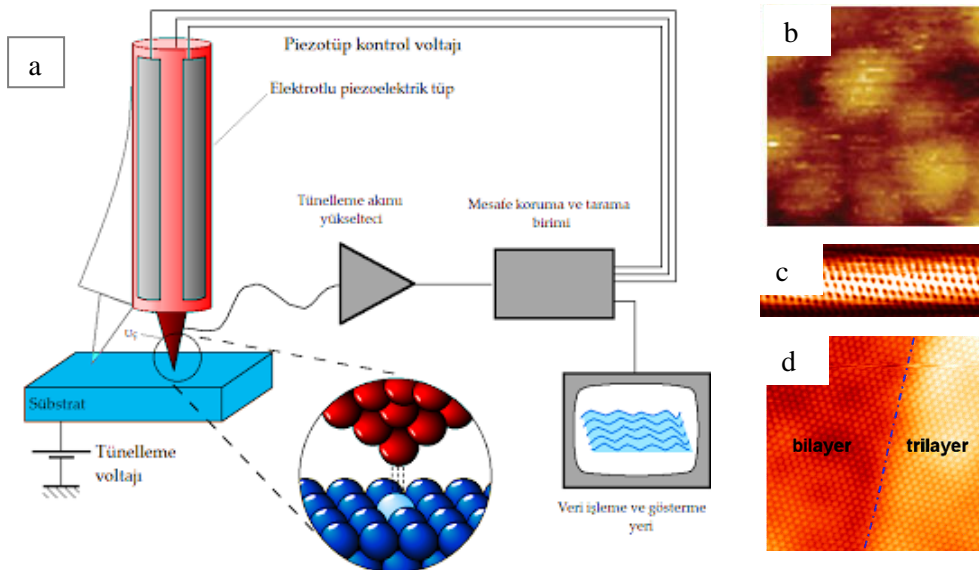 a
Piezotüp kontrol voltajı
Elektrotlu piezoelektrik tüp
Tünelleme akımı
yükselteci
Mesafe koruma ve tarama
birimi
Uç
Sübstrat
Tünelleme
voltajı
Veri işleme ve gösterme
yeri
b
c
d
bilayer
trilayer